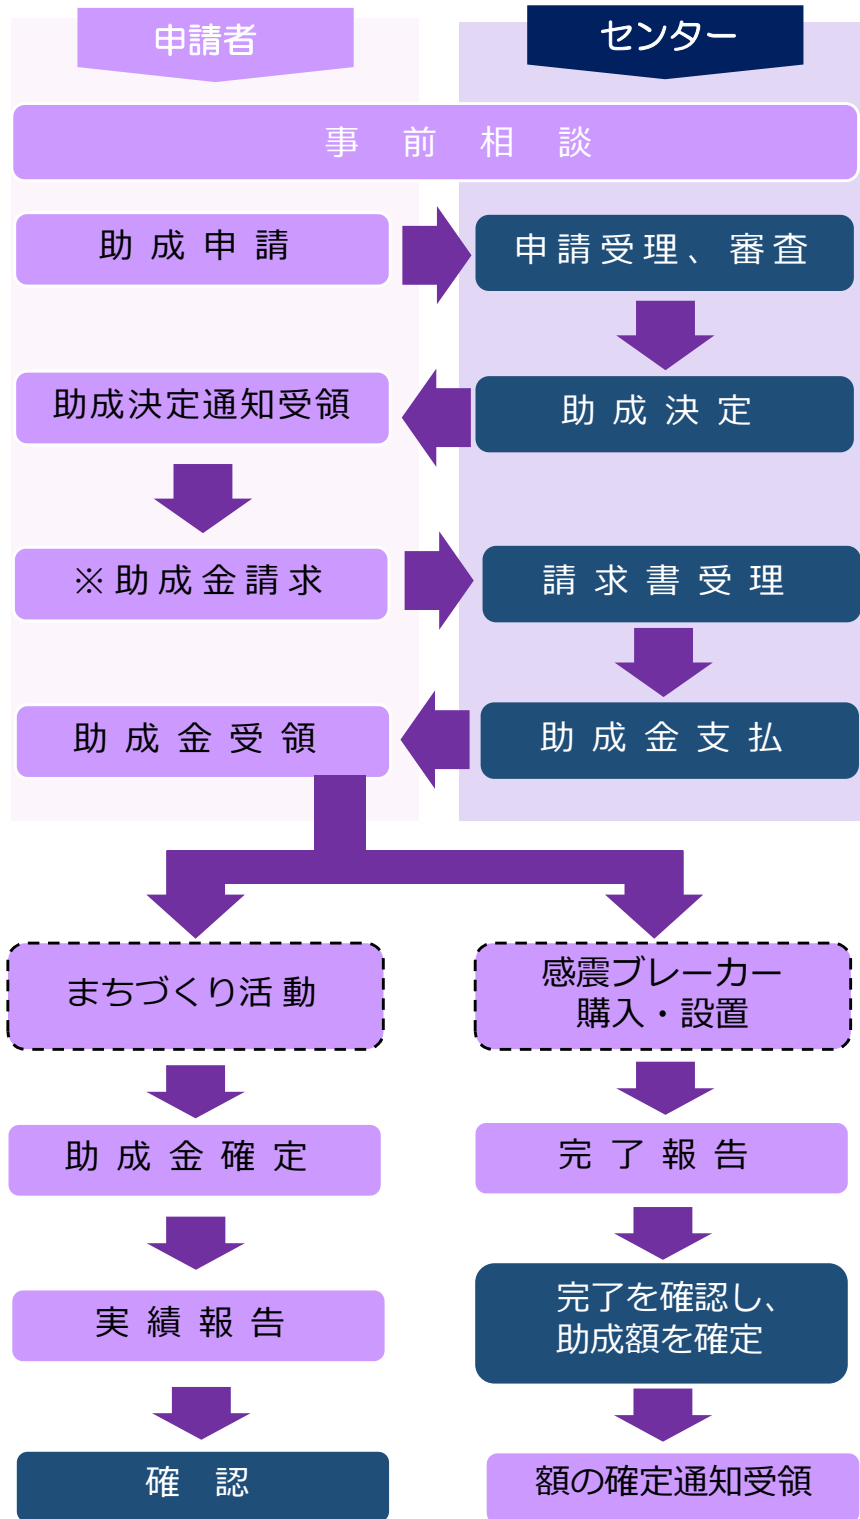 申請者
センター
事前相談
助成申請
申請受理、審査
助成決定通知受領
助成決定
※助成金請求
請求書受理
助成金受領
助成金支払
まちづくり活動
感震ブレーカー
購入・設置
助成金確定
完了報告
実績報告
完了を確認し、
助成額を確定
確認
額の確定通知受領